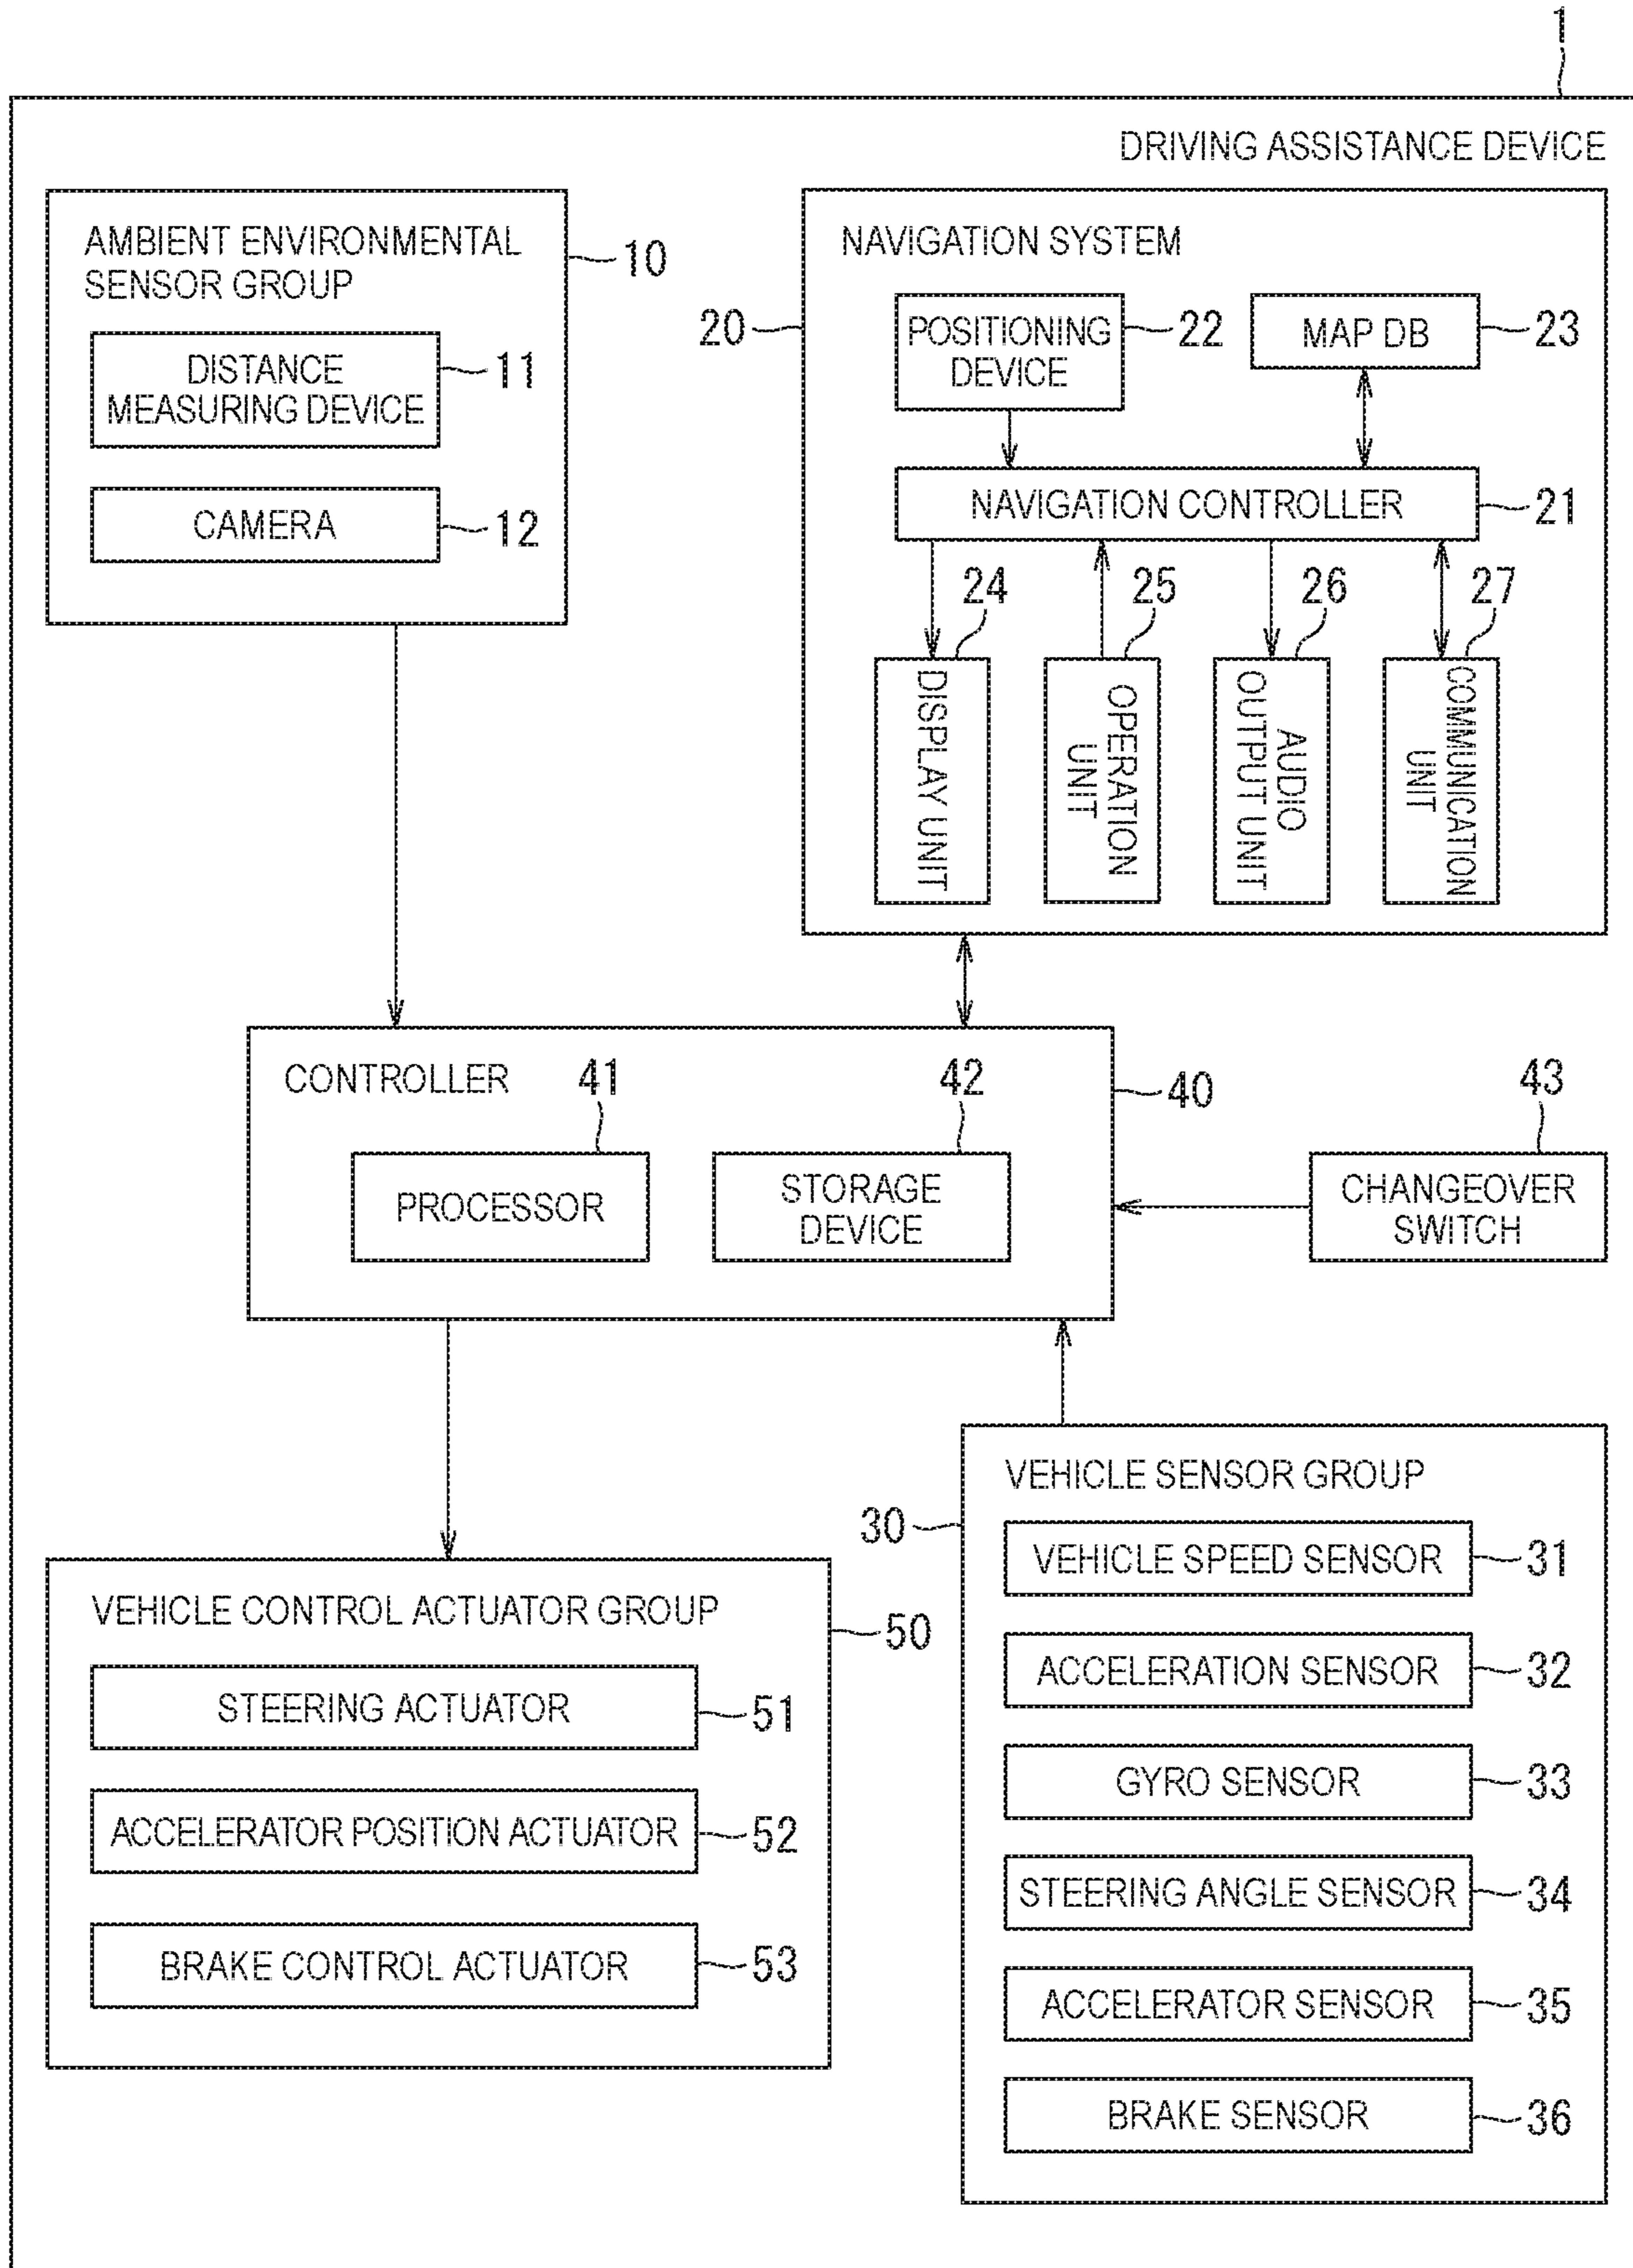 1
DRIVING ASSISTANCE DEVICE
AMBIENT ENVIRONMENTAL
SENSOR GROUP
10
DISTANCE
MEASURING DEVICE
11
CAMERA
12
NAVIGATION SYSTEM
20
POSITIONING
DEVICE
22
MAP DB
23
NAVIGATION CONTROLLER
21
24
25
26
27
DISPLAY UNIT
OPERATION
UNIT
AUDIO
OUTPUT UNIT
COMMUNICATION
UNIT
CONTROLLER
41
42
40
43
PROCESSOR
STORAGE
DEVICE
CHANGEOVER
SWITCH
VEHICLE CONTROL ACTUATOR GROUP
50
STEERING ACTUATOR
51
ACCELERATOR POSITION ACTUATOR
52
BRAKE CONTROL ACTUATOR
53
VEHICLE SENSOR GROUP
30
VEHICLE SPEED SENSOR
31
ACCELERATION SENSOR
32
GYRO SENSOR
33
STEERING ANGLE SENSOR
34
ACCELERATOR SENSOR
35
BRAKE SENSOR
36